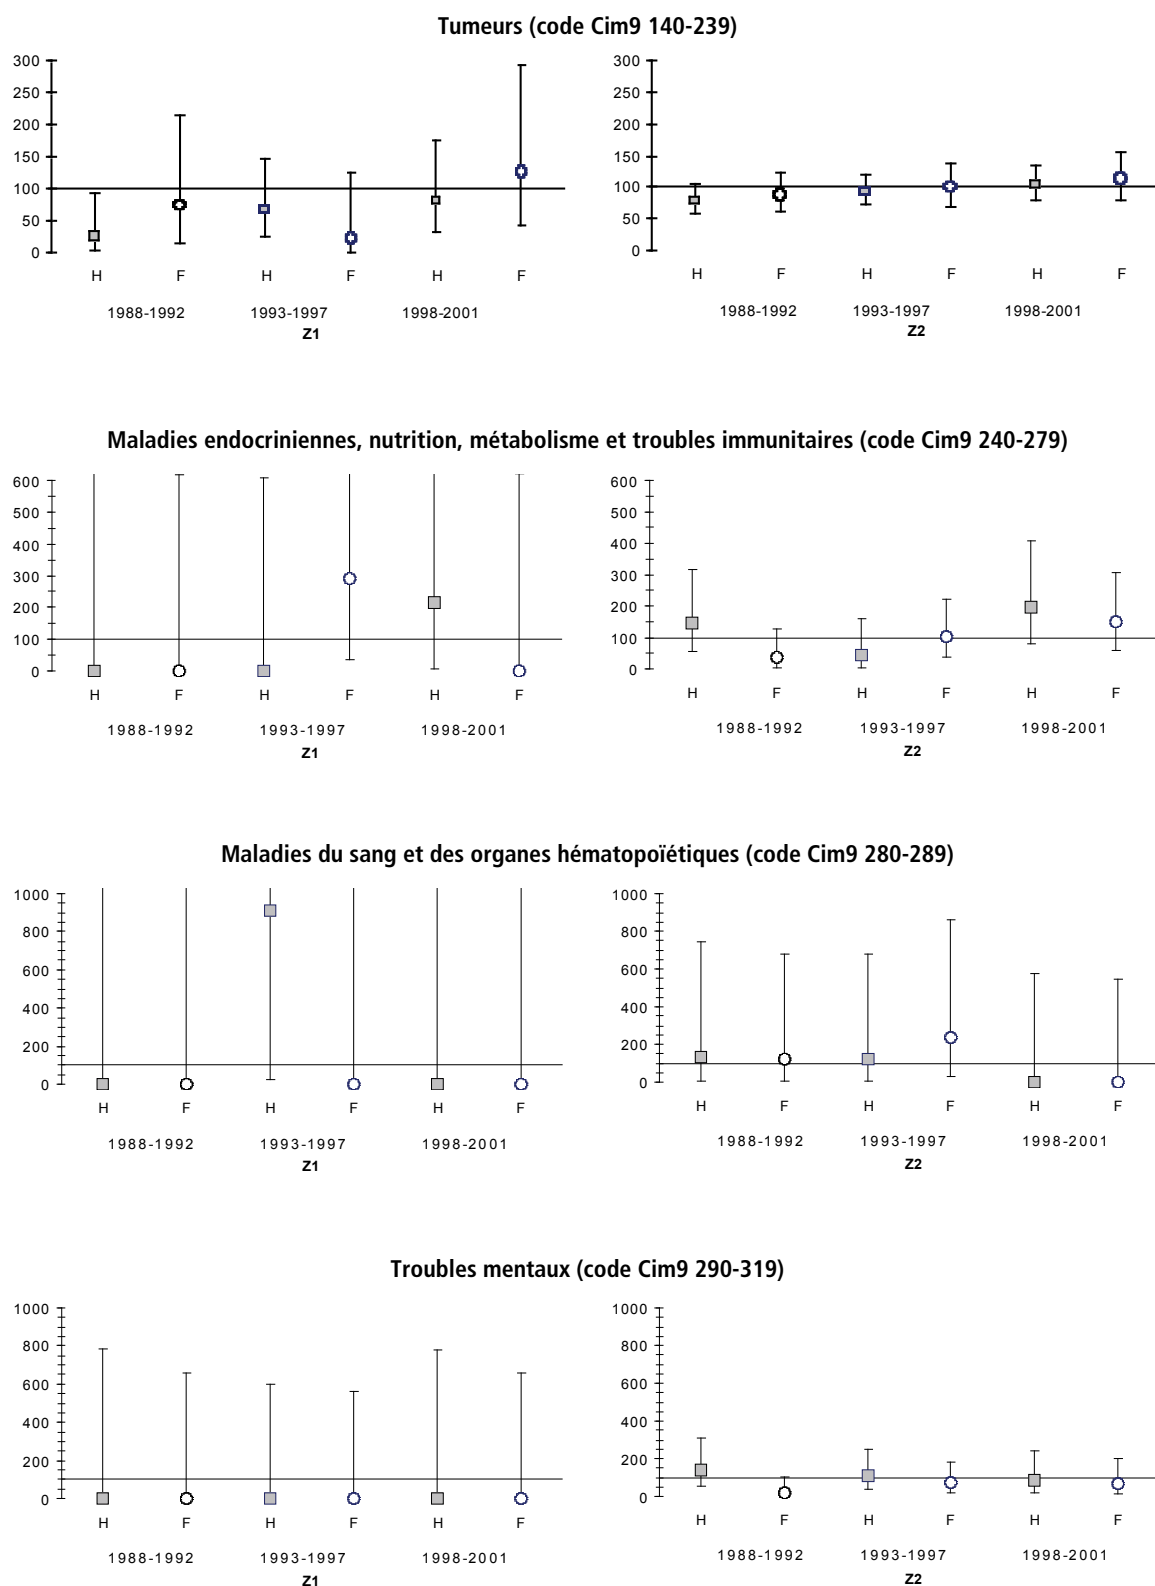 Tumeurs (code Cim9 140-239)
300
250
200
150
100
50
0
H F H F H F
1988-1992 1993-1997 1998-2001
Z1
300
250
200
150
100
50
0
H F H F H F
1988-1992 1993-1997 1998-2001
Z2
Maladies endocriniennes, nutrition, métabolisme et troubles immunitaires (code Cim9 240-279)
600
500
400
300
200
100
0
H F H F H F
1988-1992 1993-1997 1998-2001
Z1
600
500
400
300
200
100
0
H F H F H F
1988-1992 1993-1997 1998-2001
Z2
Maladies du sang et des organes hématopoïétiques (code Cim9 280-289)
1000
800
600
400
200
0
H F H F H F
1988-1992 1993-1997 1998-2001
Z1
1000
800
600
400
200
0
H F H F H F
1988-1992 1993-1997 1998-2001
Z2
Troubles mentaux (code Cim9 290-319)
1000
800
600
400
200
0
H F H F H F
1988-1992 1993-1997 1998-2001
Z1
1000
800
600
400
200
0
H F H F H F
1988-1992 1993-1997 1998-2001
Z2